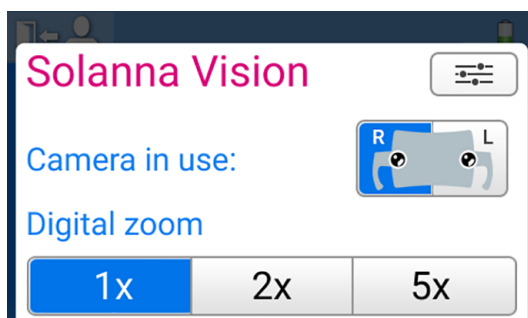 Solanna Vision
R L
Camera in use:
Digital zoom
1x 2x 5x